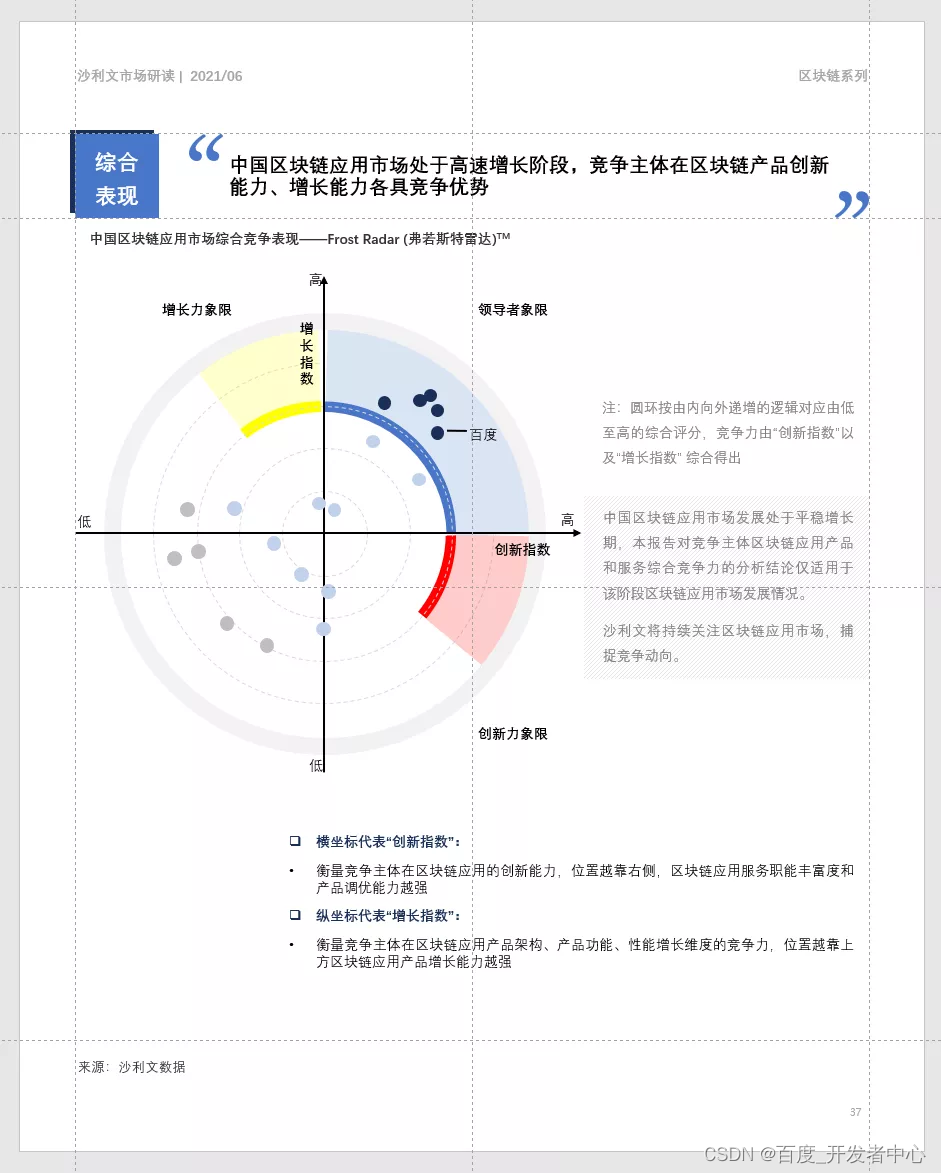 沙利文市场研读 | 2021/06
区块链系列
综合
表现
“
中国区块链应用市场处于高速增长阶段，竞争主体在区块链产品创新
能力、增长能力各具竞争优势
”
中国区块链应用市场综合竞争表现——Frost Radar (弗若斯特雷达)TM
高
增长力象限
领导者象限
增
长
指
数
百度
注：圆环按由内向外递增的逻辑对应由低
至高的综合评分，竞争力由“创新指数”以
及“增长指数” 综合得出
低
高
创新指数
中国区块链应用市场发展处于平稳增长
期，本报告对竞争主体区块链应用产品
和服务综合竞争力的分析结论仅适用于
该阶段区块链应用市场发展情况。
沙利文将持续关注区块链应用市场，捕
捉竞争动向。
创新力象限
低
❑ 横坐标代表“创新指数”：
• 衡量竞争主体在区块链应用的创新能力，位置越靠右侧，区块链应用服务职能丰富度和
产品调优能力越强
❑ 纵坐标代表“增长指数”：
• 衡量竞争主体在区块链应用产品架构、产品功能、性能增长维度的竞争力，位置越靠上
方区块链应用产品增长能力越强
来源：沙利文数据
37
CSDN @百度_开发者中心